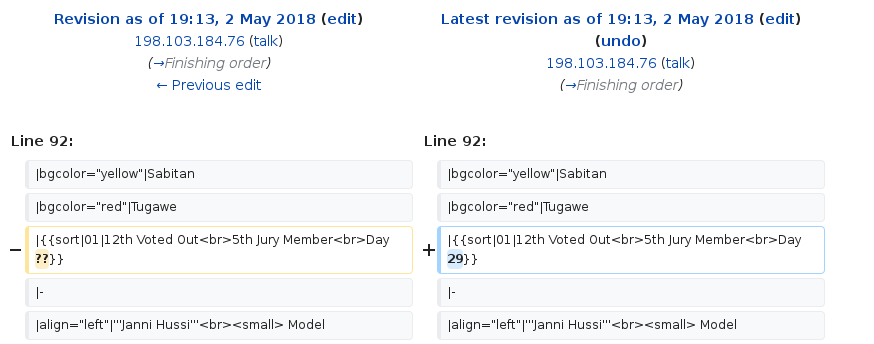 Revision as of 19:13, 2 May 2018 (edit)
198.103.184.76 (talk)
(→Finishing order)
← Previous edit
Latest revision as of 19:13, 2 May 2018 (edit)
(undo)
198.103.184.76 (talk)
(→Finishing order)
Line 92:
Line 92:
|bgcolor="yellow"|Sabitan
|bgcolor="yellow"|Sabitan
|bgcolor="red"|Tugawe
|bgcolor="red"|Tugawe
− |{{sort|01|12th Voted Out<br>5th Jury Member<br>Day
??}}
+ |{{sort|01|12th Voted Out<br>5th Jury Member<br>Day
29}}
|-
|-
|align="left"|'''Janni Hussi'''<br><small> Model
|align="left"|'''Janni Hussi'''<br><small> Model